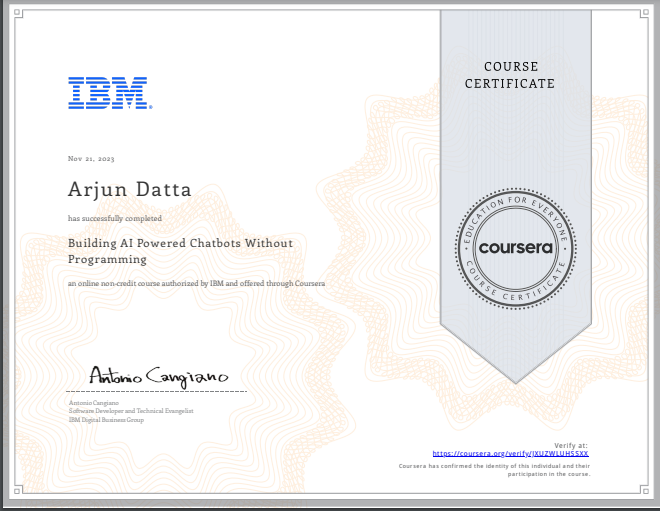 COURSE
CERTIFICATE
IBM®
Nov 21, 2023
Arjun Datta
has successfully completed
Building AI Powered Chatbots Without
Programming
an online non-credit course authorized by IBM and offered through Coursera
EDUCATION FOR EVERYONE
coursera
COURSE CERTIFICATE
Antonio Cangiano
Antonio Cangiano
Software Developer and Technical Evangelist
IBM Digital Business Group
Verify at:
https://coursera.org/verify/JXUZWLUHSSXX
Coursera has confirmed the identity of this individual and their
participation in the course.